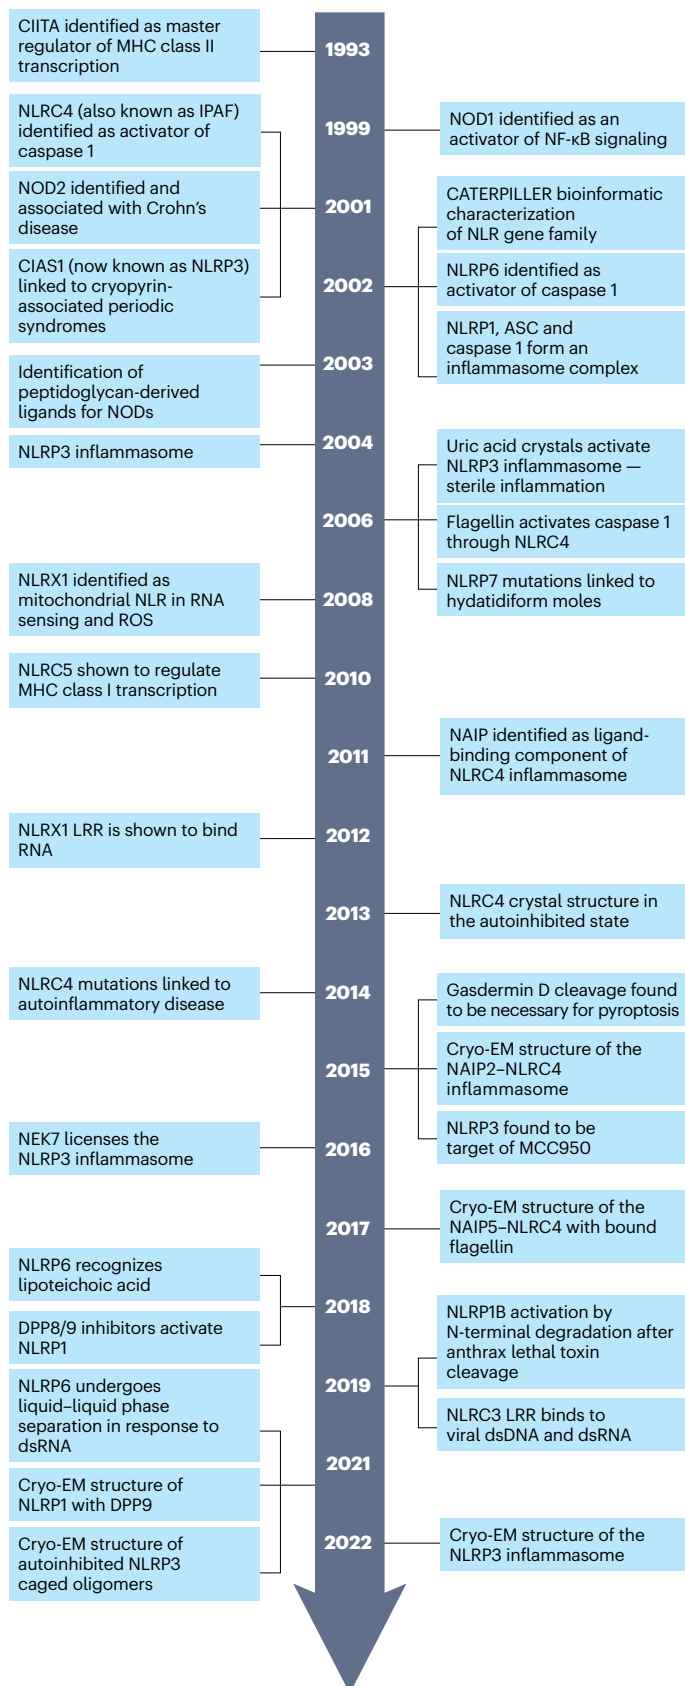 CIITA identified as master
regulator of MHC class II
transcription
1993
NLRC4 (also known as IPAF)
identified as activator of
caspase 1
1999
NOD1 identified as an
activator of NF-κB signaling
NOD2 identified and
associated with Crohn's
disease
2001
CIAS1 (now known as NLRP3)
linked to cryopyrin-
associated periodic
syndromes
CATERPILLER bioinformatic
characterization
of NLR gene family
2002
NLRP6 identified as
activator of caspase 1
NLRP1, ASC and
caspase 1 form an
inflammasome complex
Identification of
peptidoglycan-derived
ligands for NODs
2003
NLRP3 inflammasome
2004
Uric acid crystals activate
NLRP3 inflammasome —
sterile inflammation
2006
Flagellin activates caspase 1
through NLRC4
NLRP7 mutations linked to
hydatidiform moles
NLRX1 identified as
mitochondrial NLR in RNA
sensing and ROS
2008
NLRC5 shown to regulate
MHC class I transcription
2010
2011
NAIP identified as ligand-
binding component of
NLRC4 inflammasome
NLRX1 LRR is shown to bind
RNA
2012
2013
NLRC4 crystal structure in
the autoinhibited state
NLRC4 mutations linked to
autoinflammatory disease
2014
Gasdermin D cleavage found
to be necessary for pyroptosis
2015
Cryo-EM structure of the
NAIP2–NLRC4
inflammasome
NLRP3 found to be
target of MCC950
NEK7 licenses the
NLRP3 inflammasome
2016
2017
Cryo-EM structure of the
NAIP5–NLRC4 with bound
flagellin
NLRP6 recognizes
lipoteichoic acid
2018
DPP8/9 inhibitors activate
NLRP1
NLRP1B activation by
N-terminal degradation after
anthrax lethal toxin
cleavage
2019
NLRC3 LRR binds to
viral dsDNA and dsRNA
NLRP6 undergoes
liquid–liquid phase
separation in response to
dsRNA
2021
Cryo-EM structure of
NLRP1 with DPP9
Cryo-EM structure of
autoinhibited NLRP3
caged oligomers
2022
Cryo-EM structure of the
NLRP3 inflammasome